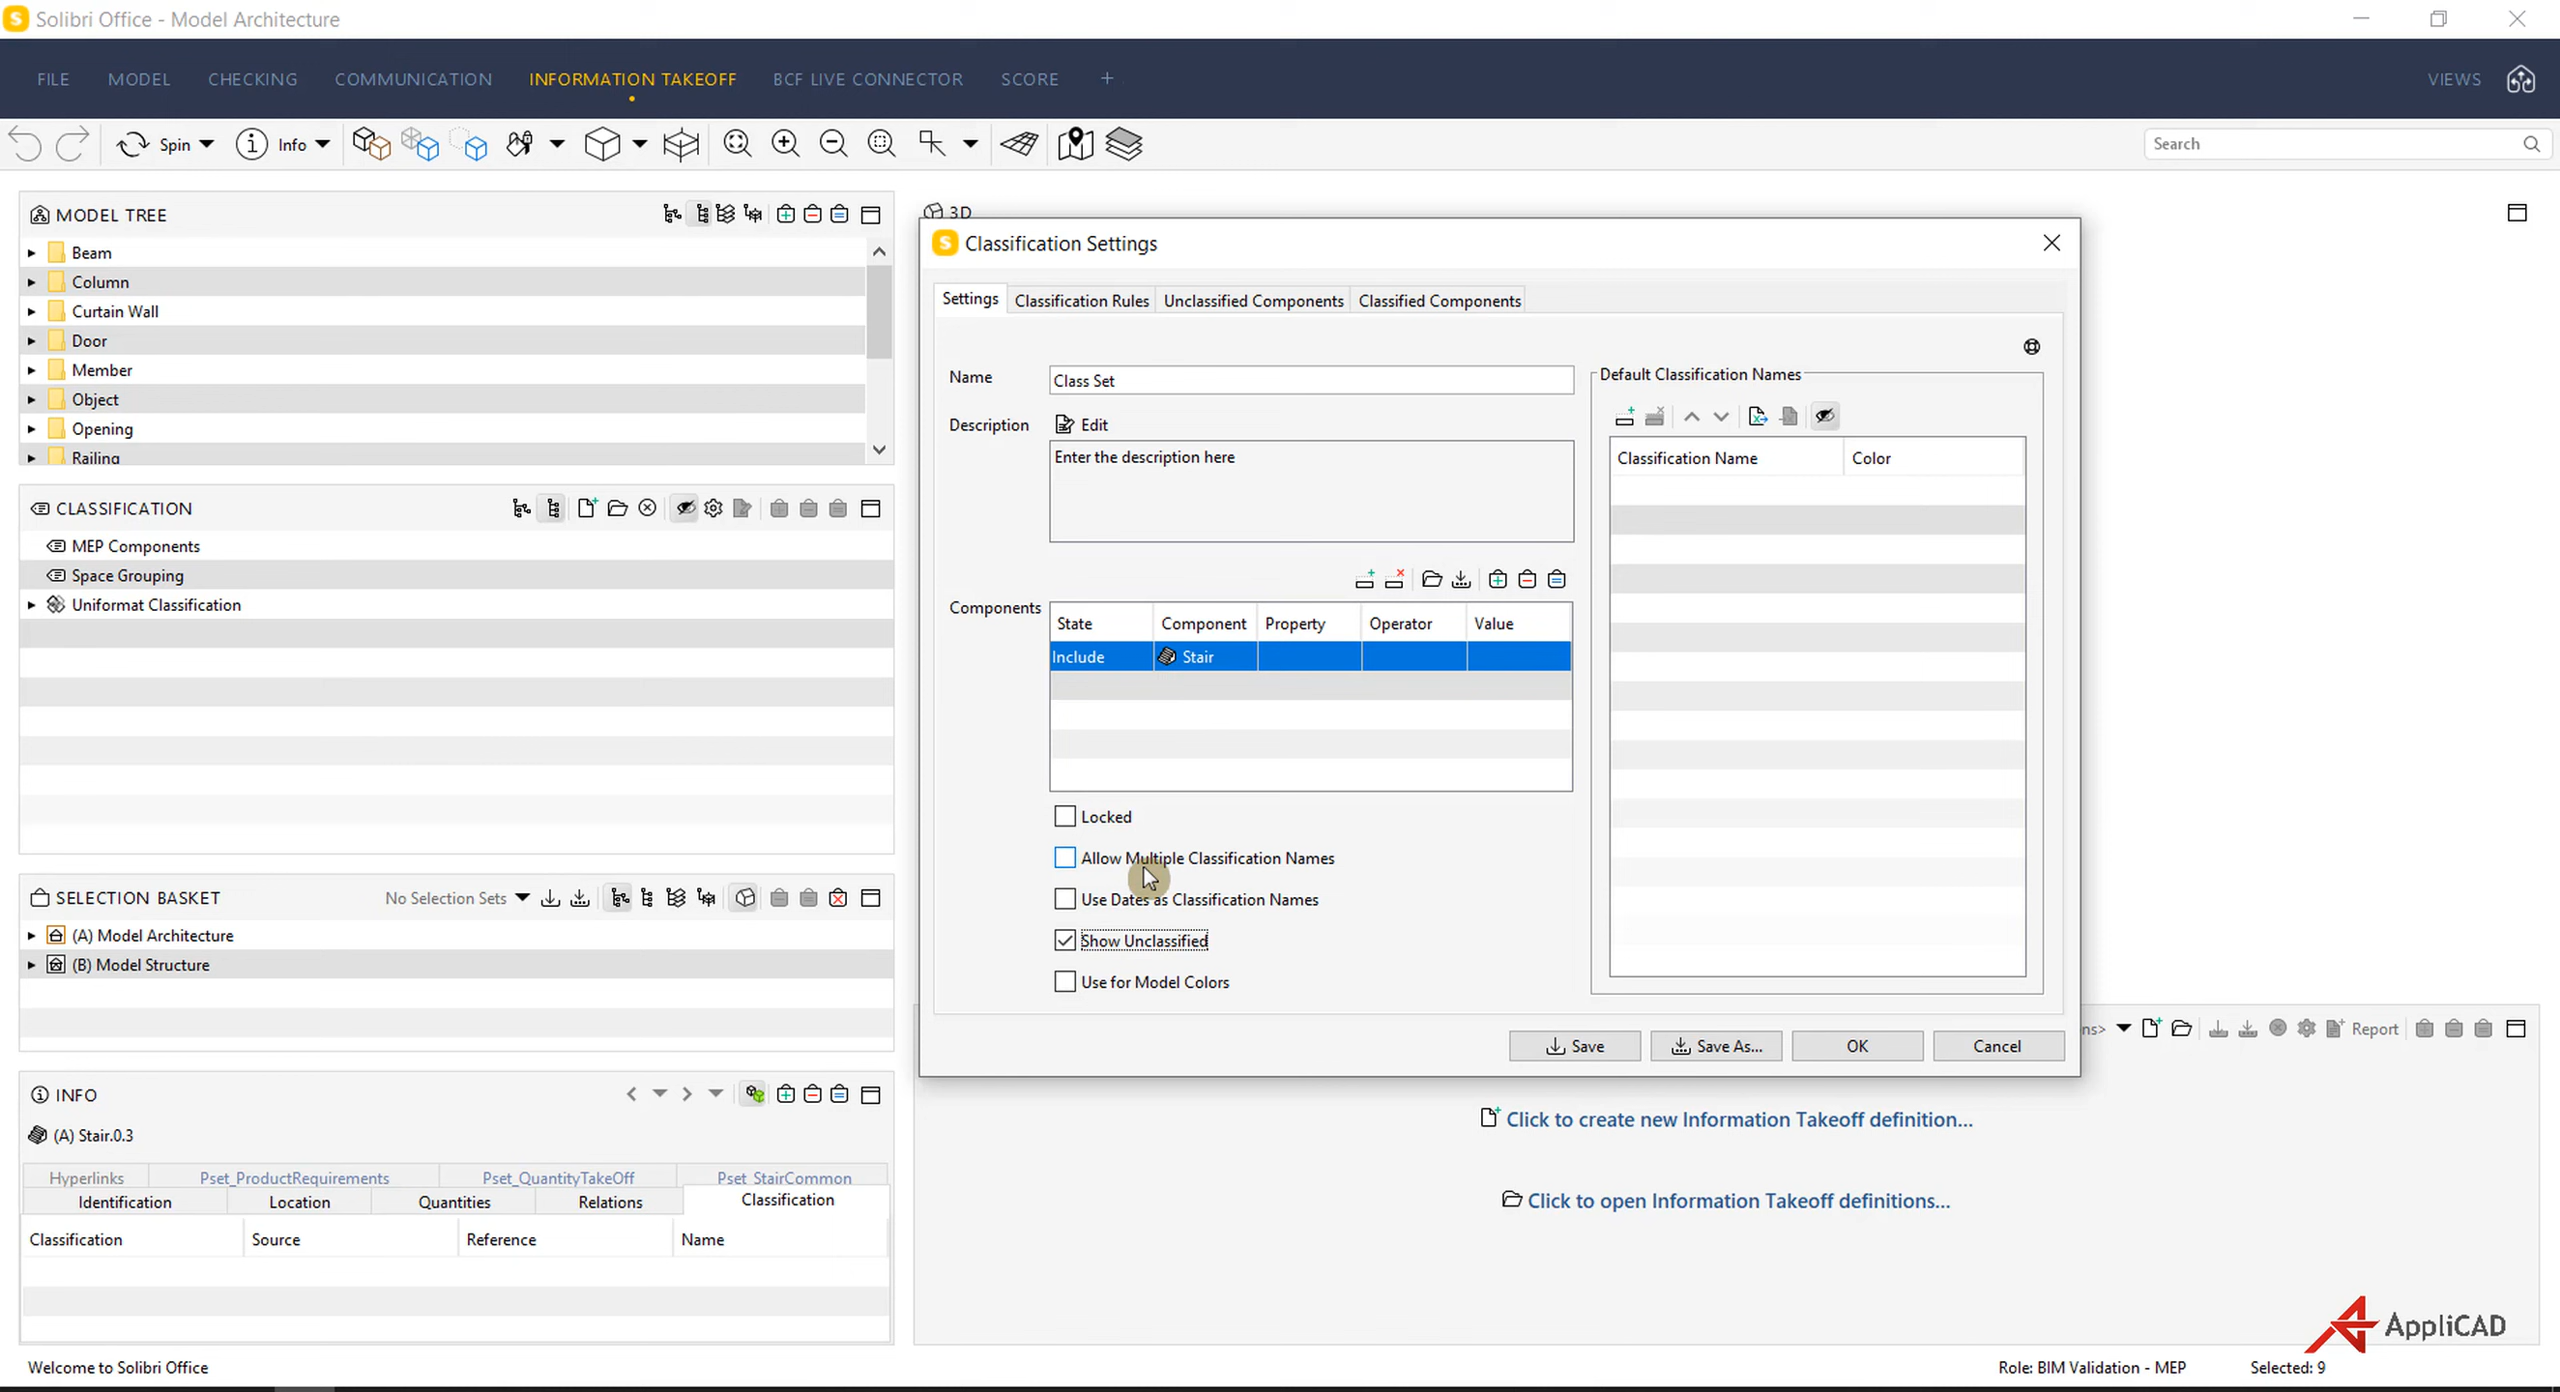 S Solibri Office - Model Architecture
FILE MODEL CHECKING COMMUNICATION INFORMATION TAKEOFF BCF LIVE CONNECTOR SCORE + VIEWS
Spin Info Search
MODEL TREE
Beam
Column
Curtain Wall
Door
Member
Object
Opening
Railing
CLASSIFICATION
MEP Components
Space Grouping
Uniformat Classification
SELECTION BASKET No Selection Sets
(A) Model Architecture
(B) Model Structure
INFO
(A) Stair.0.3
Hyperlinks Pset_ProductRequirements Pset_QuantityTakeOff Pset_StairCommon
Identification Location Quantities Relations Classification
Classification Source Reference Name
3D
S Classification Settings
Settings Classification Rules Unclassified Components Classified Components
Name Class Set
Description Edit
Enter the description here
Components
State Component Property Operator Value
Include Stair
Locked
Allow Multiple Classification Names
Use Dates as Classification Names
Show Unclassified
Use for Model Colors
Default Classification Names
Classification Name Color
Save Save As... OK Cancel
ns> Report
Click to create new Information Takeoff definition...
Click to open Information Takeoff definitions...
AppliCAD
Welcome to Solibri Office Role: BIM Validation - MEP Selected: 9